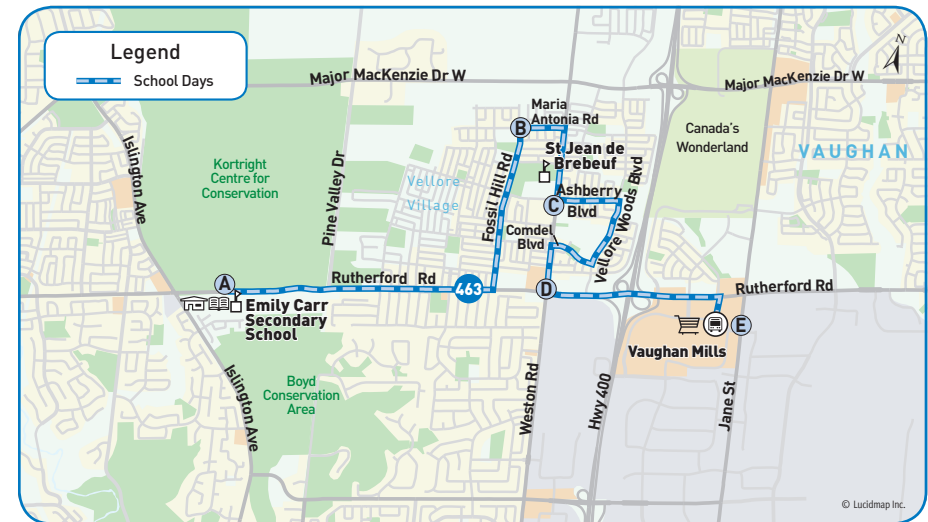 Legend
School Days
Major MacKenzie Dr W
Major MacKenzie Dr W
Maria
Antonia Rd
B
St Jean de
Brebeuf
Canada's
Wonderland
VAUGHAN
N
Islington Ave
Kortright
Centre for
Conservation
Pine Valley Dr
Vellore
Village
Fossil Hill Rd
Ashberry
Blvd
C
Comdel
Blvd
Vellore Woods Blvd
A
Rutherford Rd
463
D
Rutherford Rd
Emily Carr
Secondary
School
E
Vaughan Mills
Islington Ave
Boyd
Conservation
Area
Weston Rd
Hwy 400
Jane St
© Lucidmap Inc.